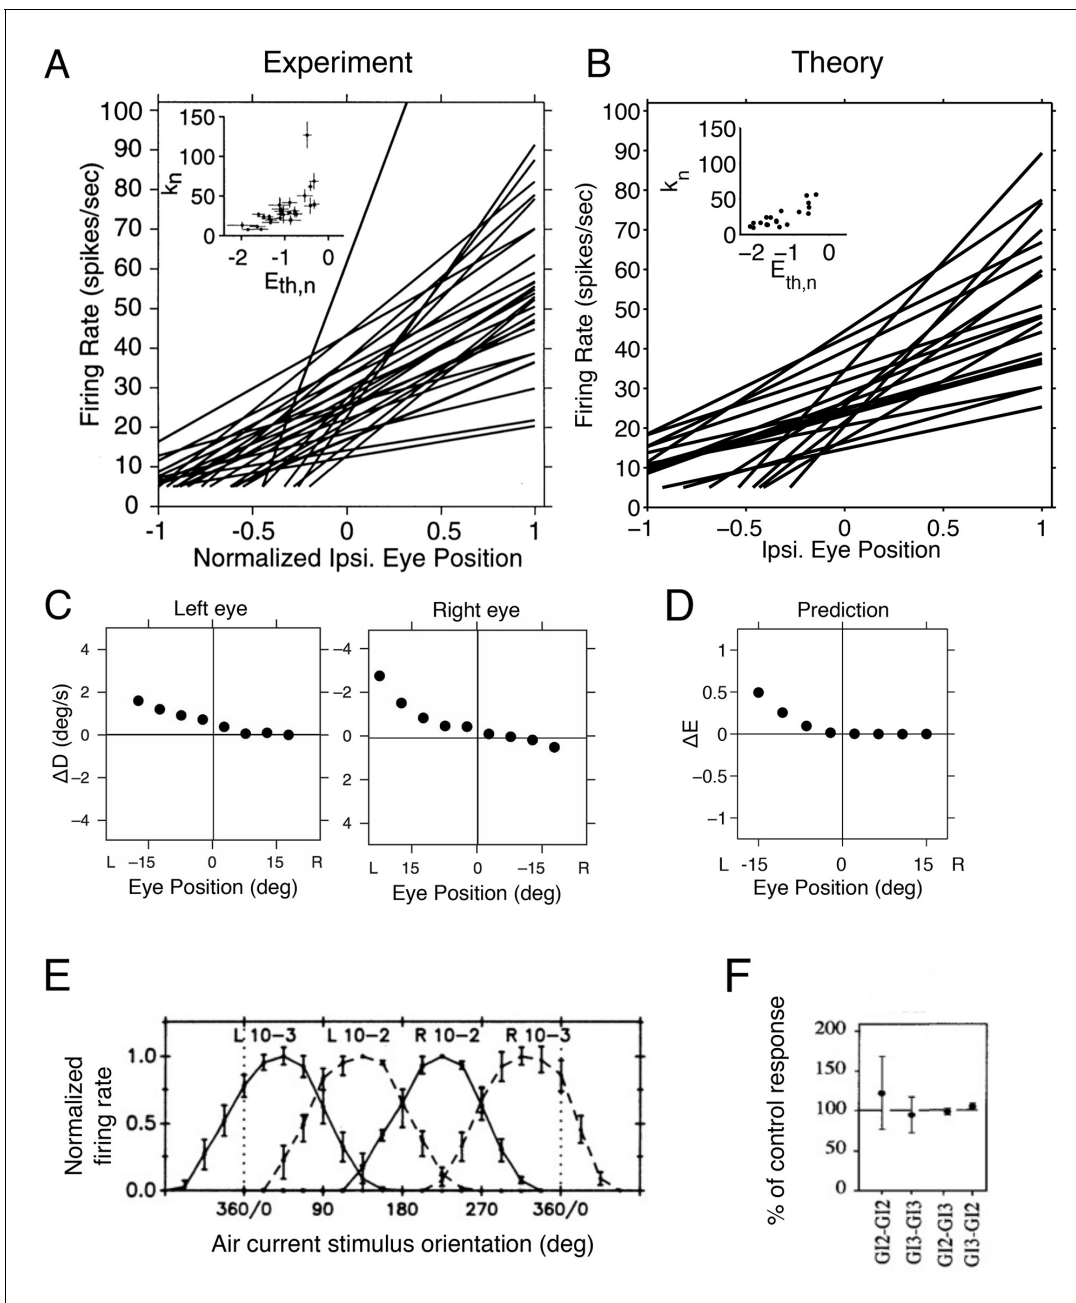 A
Experiment
B
Theory
100
90
80
70
60
50
40
30
20
10
0
Firing Rate (spikes/sec)
150
100
50
0
kn
-2
-1
0
Eth,n
-1
-0.5
0
0.5
1
Normalized Ipsi. Eye Position
100
90
80
70
60
50
40
30
20
10
0
Firing Rate (spikes/sec)
150
100
50
0
kn
−2
−1
0
Eth,n
−1
−0.5
0
0.5
1
Ipsi. Eye Position
C
Left eye
4
2
0
−2
−4
ΔD (deg/s)
L −15 0 15 R
Eye Position (deg)
Right eye
−4
−2
0
2
4
L 15 0 −15 R
Eye Position (deg)
D
Prediction
1
0.5
0
−0.5
−1
ΔE
L -15 0 15 R
Eye Position (deg)
E
L 10-3 L 10-2 R 10-2 R 10-3
1.0
0.5
0.0
Normalized
firing rate
360/0 90 180 270 360/0
Air current stimulus orientation (deg)
F
200
150
100
50
0
% of control response
GI2-GI2
GI3-GI3
GI2-GI3
GI3-GI2